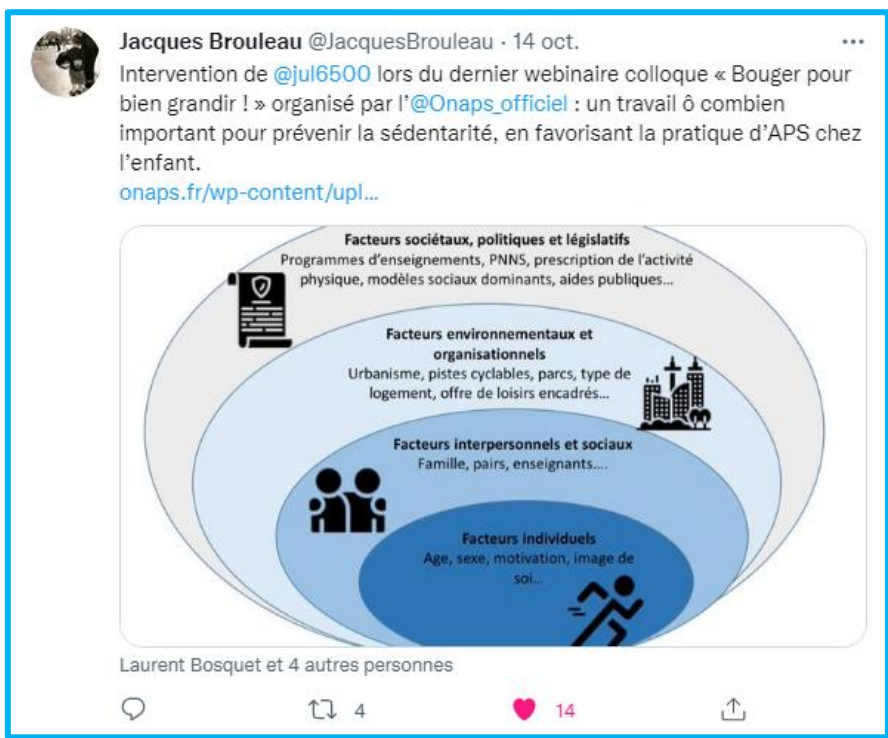 Jacques Brouleau @JacquesBrouleau · 14 oct.
Intervention de @jul6500 lors du dernier webinaire colloque « Bouger pour
bien grandir ! » organisé par l'@Onaps_officiel : un travail ô combien
important pour prévenir la sédentarité, en favorisant la pratique d'APS chez
l'enfant.
onaps.fr/wp-content/upl...
Facteurs sociétaux, politiques et législatifs
Programmes d'enseignements, PNNS, prescription de l'activité
physique, modèles sociaux dominants, aides publiques...
Facteurs environnementaux et
organisationnels
Urbanisme, pistes cyclables, parcs, type de
logement, offre de loisirs encadrés...
Facteurs interpersonnels et sociaux
Famille, pairs, enseignants....
Facteurs individuels
Age, sexe, motivation, image de
soi...
Laurent Bosquet et 4 autres personnes
4
14